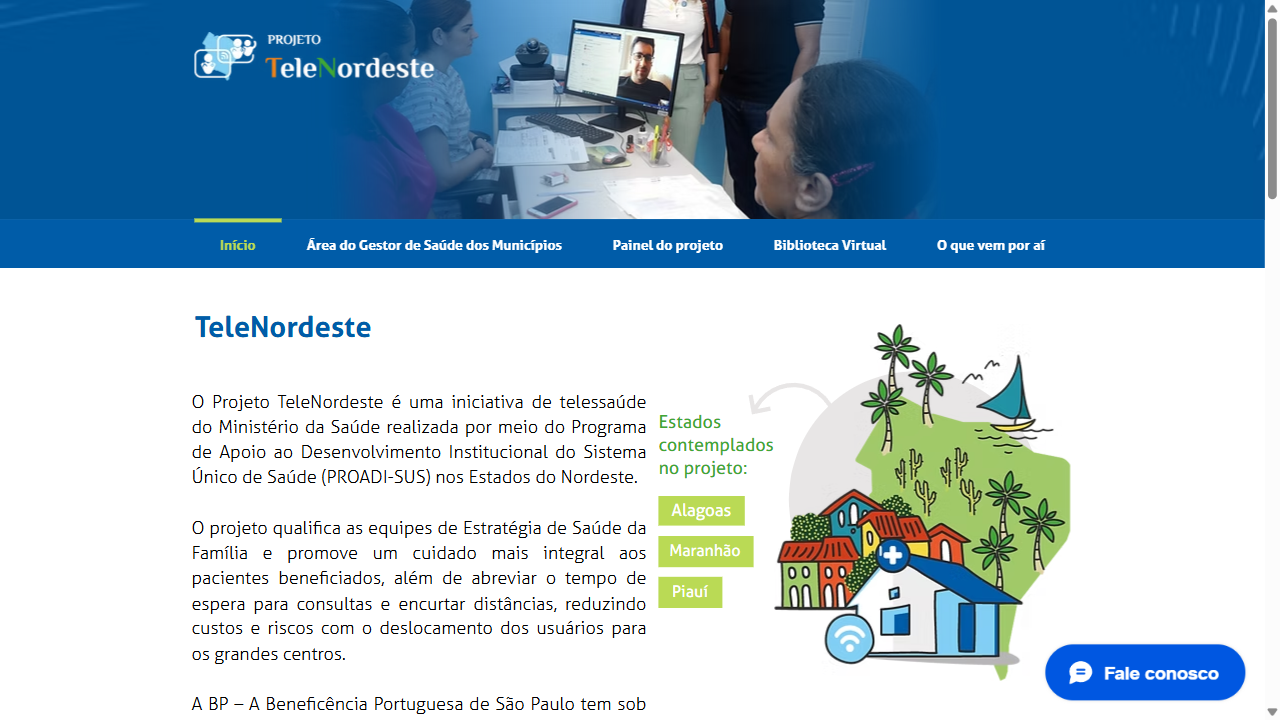 PROJETO
TeleNordeste
Início
Área do Gestor de Saúde dos Municípios
Painel do projeto
Biblioteca Virtual
O que vem por aí
TeleNordeste
O Projeto TeleNordeste é uma iniciativa de telessaúde
do Ministério da Saúde realizada por meio do Programa
de Apoio ao Desenvolvimento Institucional do Sistema
Único de Saúde (PROADI-SUS) nos Estados do Nordeste.
O projeto qualifica as equipes de Estratégia de Saúde da
Família e promove um cuidado mais integral aos
pacientes beneficiados, além de abreviar o tempo de
espera para consultas e encurtar distâncias, reduzindo
custos e riscos com o deslocamento dos usuários para
os grandes centros.
A BP – A Beneficência Portuguesa de São Paulo tem sob
Estados
contemplados
no projeto:
Alagoas
Maranhão
Piauí
Fale conosco